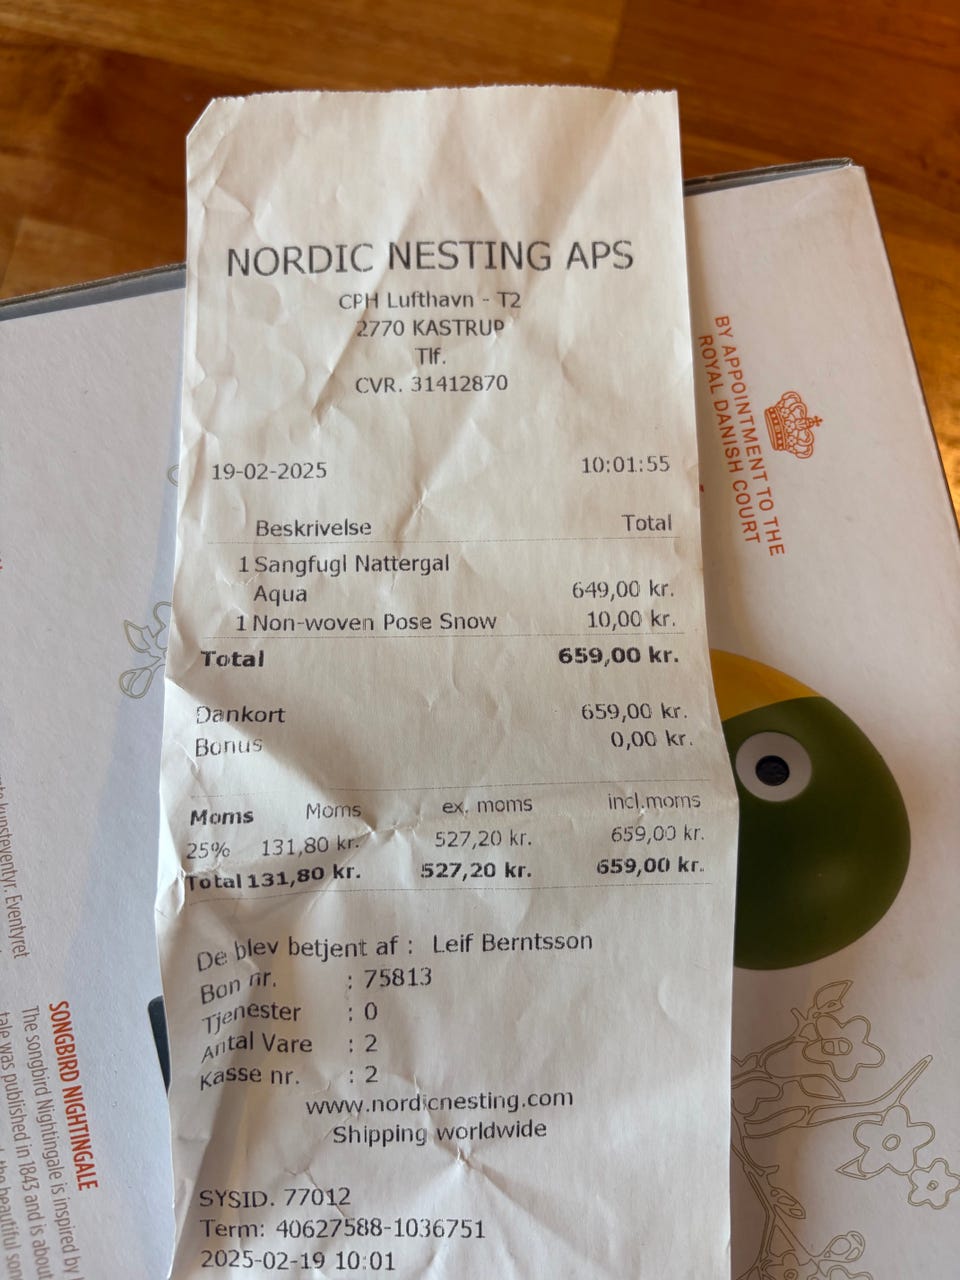 NORDIC NESTING APS
CPH Lufthavn - T2
2770 KASTRUP
Tlf.
CVR. 31412870
19-02-2025 10:01:55
Beskrivelse Total
1 Sangfugl Nattergal
Aqua 649,00 kr.
1 Non-woven Pose Snow 10,00 kr.
Total 659,00 kr.
Dankort 659,00 kr.
Bonus 0,00 kr.
Moms Moms ex. moms incl.moms
25% 131,80 kr. 527,20 kr. 659,00 kr.
Total 131,80 kr. 527,20 kr. 659,00 kr.
De blev betjent af : Leif Berntsson
Bon nr. : 75813
Tjenester : 0
Antal Vare : 2
Kasse nr. : 2
www.nordicnesting.com
Shipping worldwide
SYSID. 77012
Term: 40627588-1036751
2025-02-19 10:01
BY APPOINTMENT TO THE
ROYAL DANISH COURT
kunsteventyr. Eventyret
SONGBIRD NIGHTINGALE
The songbird Nightingale is inspired by
tale was published in 1843 and is about
the beautiful